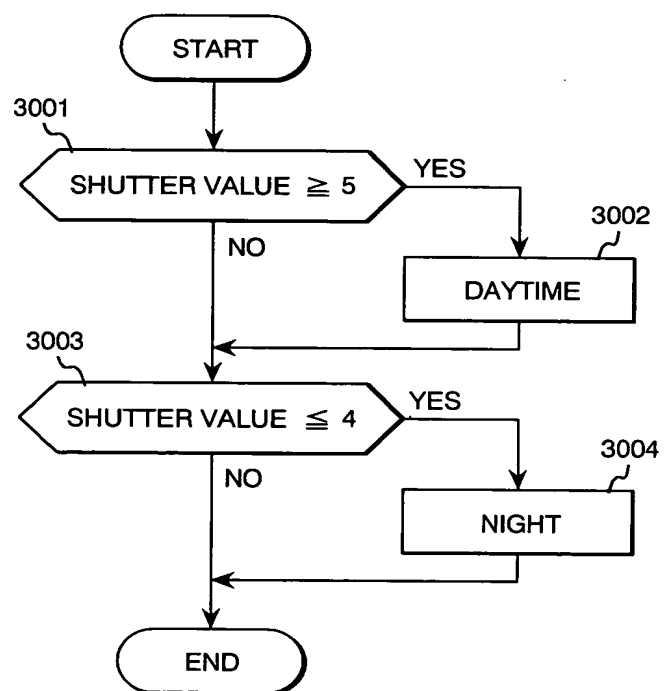 START
3001
SHUTTER VALUE ≧ 5
YES
NO
3002
DAYTIME
3003
SHUTTER VALUE ≦ 4
YES
NO
3004
NIGHT
END